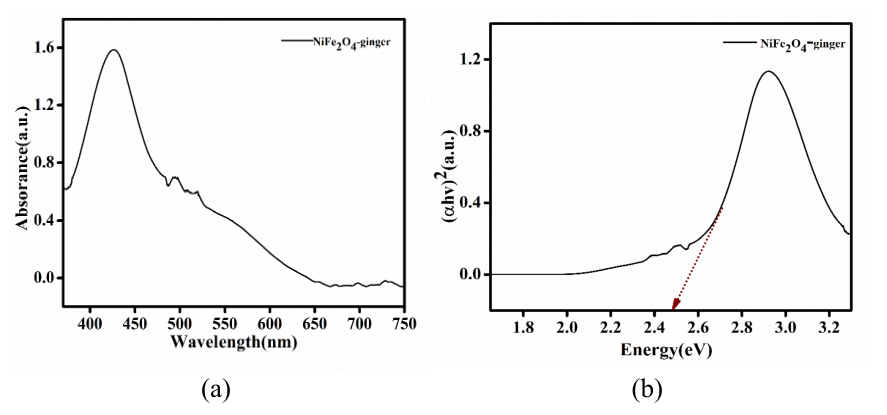 NiFe2O4-ginger
1.6
1.2
0.8
0.4
0.0
Absorance(a.u.)
400 450 500 550 600 650 700 750
Wavelength(nm)
(a)
NiFe2O4-ginger
1.2
0.8
0.4
0.0
(αhν)2(a.u.)
1.8 2.0 2.2 2.4 2.6 2.8 3.0 3.2
Energy(eV)
(b)